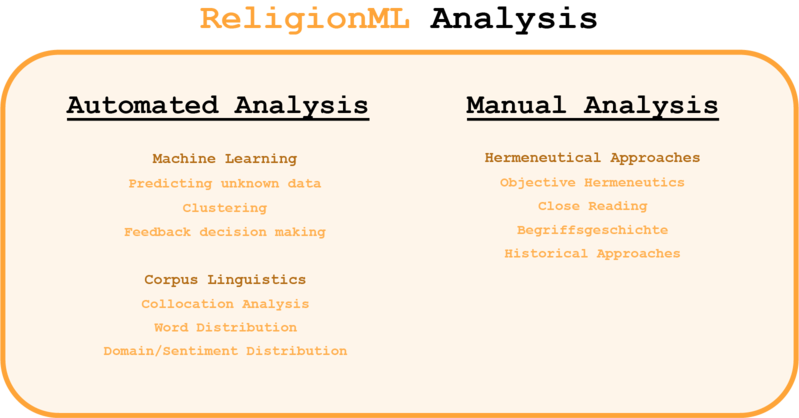 ReligionML Analysis
Automated Analysis
Machine Learning
Predicting unknown data
Clustering
Feedback decision making
Corpus Linguistics
Collocation Analysis
Word Distribution
Domain/Sentiment Distribution
Manual Analysis
Hermeneutical Approaches
Objective Hermeneutics
Close Reading
Begriffsgeschichte
Historical Approaches